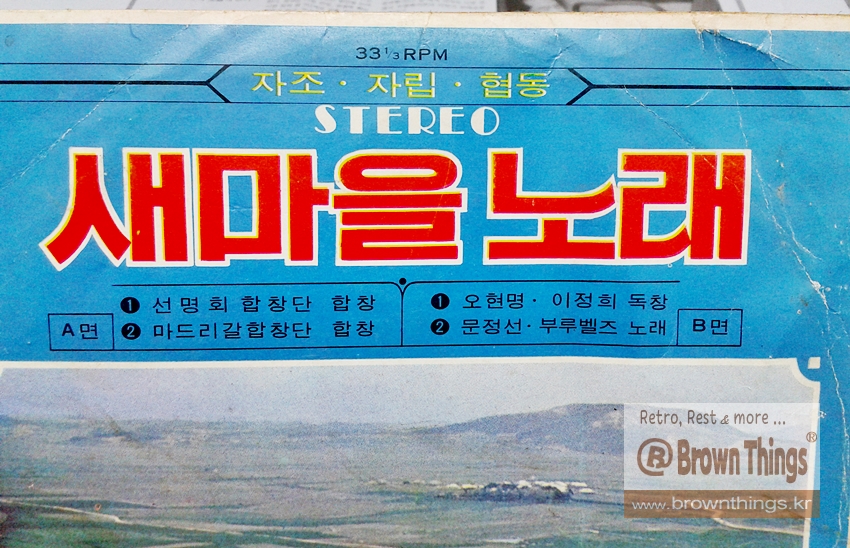 33⅓ RPM
자조 · 자립 · 협동
STEREO
새마을 노래
A면
❶ 선명회 합창단 합창
❷ 마드리갈합창단 합창
❶ 오현명 · 이정희 독창
❷ 문정선 · 부루벨즈 노래
B면
Retro, Rest & more ...
® Brown Things®
www.brownthings.kr